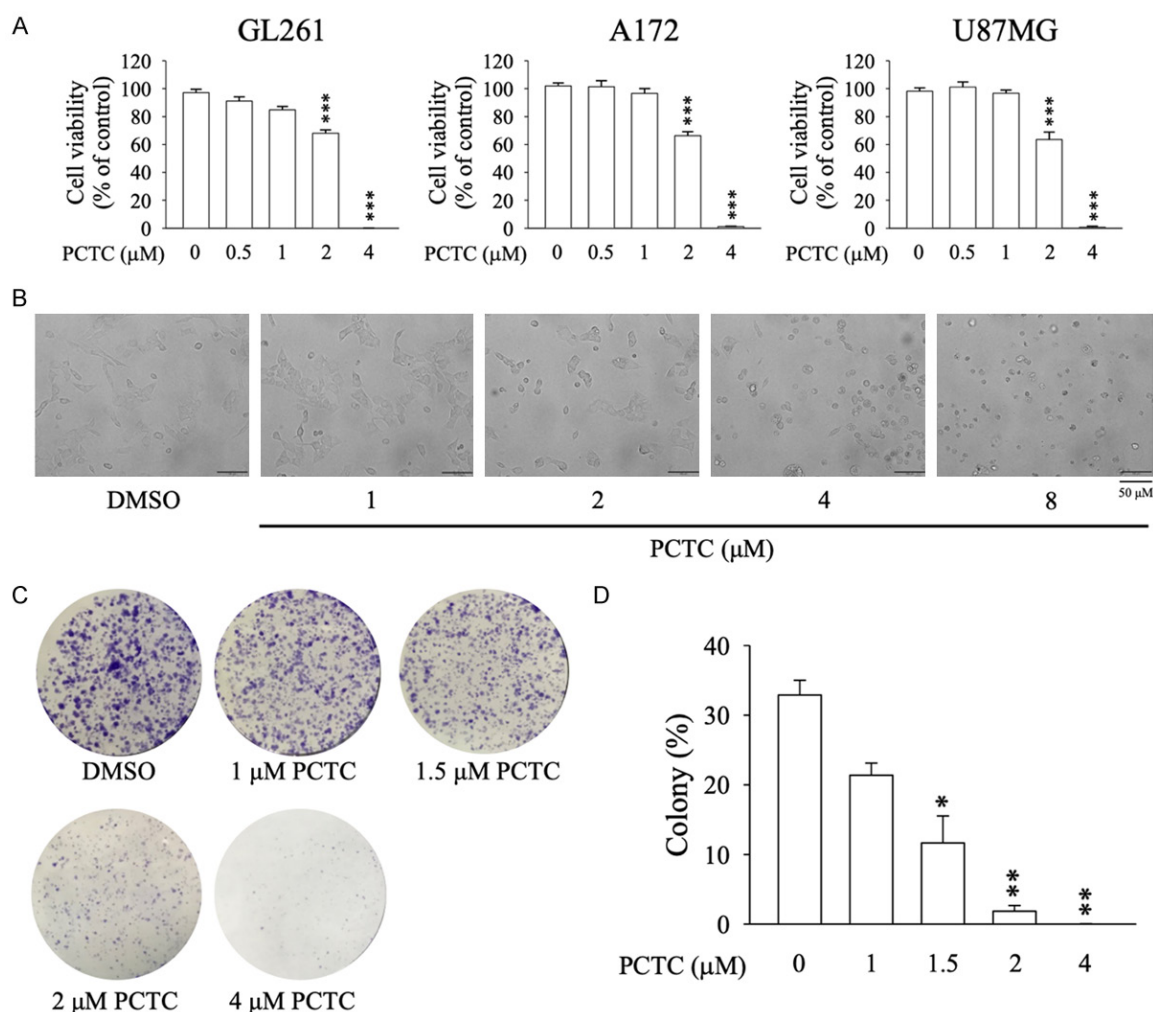 A
GL261
A172
U87MG
Cell viability
(% of control)
120
100
80
60
40
20
0
***
***
PCTC (μM)
0 0.5 1 2 4
Cell viability
(% of control)
120
100
80
60
40
20
0
***
***
PCTC (μM)
0 0.5 1 2 4
Cell viability
(% of control)
120
100
80
60
40
20
0
***
***
PCTC (μM)
0 0.5 1 2 4
B
50 μM
DMSO 1 2 4 8
PCTC (μM)
C
DMSO 1 μM PCTC 1.5 μM PCTC
2 μM PCTC 4 μM PCTC
D
Colony (%)
40
30
20
10
0
*
**
**
PCTC (μM)
0 1 1.5 2 4